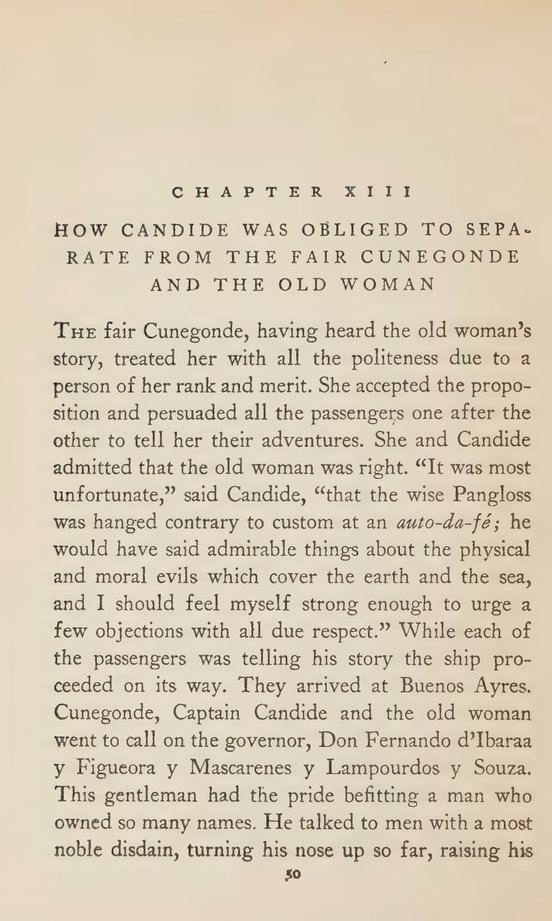 CHAPTER XIII
HOW CANDIDE WAS OBLIGED TO SEPA-
RATE FROM THE FAIR CUNEGONDE
AND THE OLD WOMAN
THE fair Cunegonde, having heard the old woman's
story, treated her with all the politeness due to a
person of her rank and merit. She accepted the propo-
sition and persuaded all the passengers one after the
other to tell her their adventures. She and Candide
admitted that the old woman was right. “It was most
unfortunate,” said Candide, “that the wise Pangloss
was hanged contrary to custom at an auto-da-fé; he
would have said admirable things about the physical
and moral evils which cover the earth and the sea,
and I should feel myself strong enough to urge a
few objections with all due respect.” While each of
the passengers was telling his story the ship pro-
ceeded on its way. They arrived at Buenos Ayres.
Cunegonde, Captain Candide and the old woman
went to call on the governor, Don Fernando d'Ibaraa
y Figueora y Mascarenes y Lampourdos y Souza.
This gentleman had the pride befitting a man who
owned so many names. He talked to men with a most
noble disdain, turning his nose up so far, raising his
50